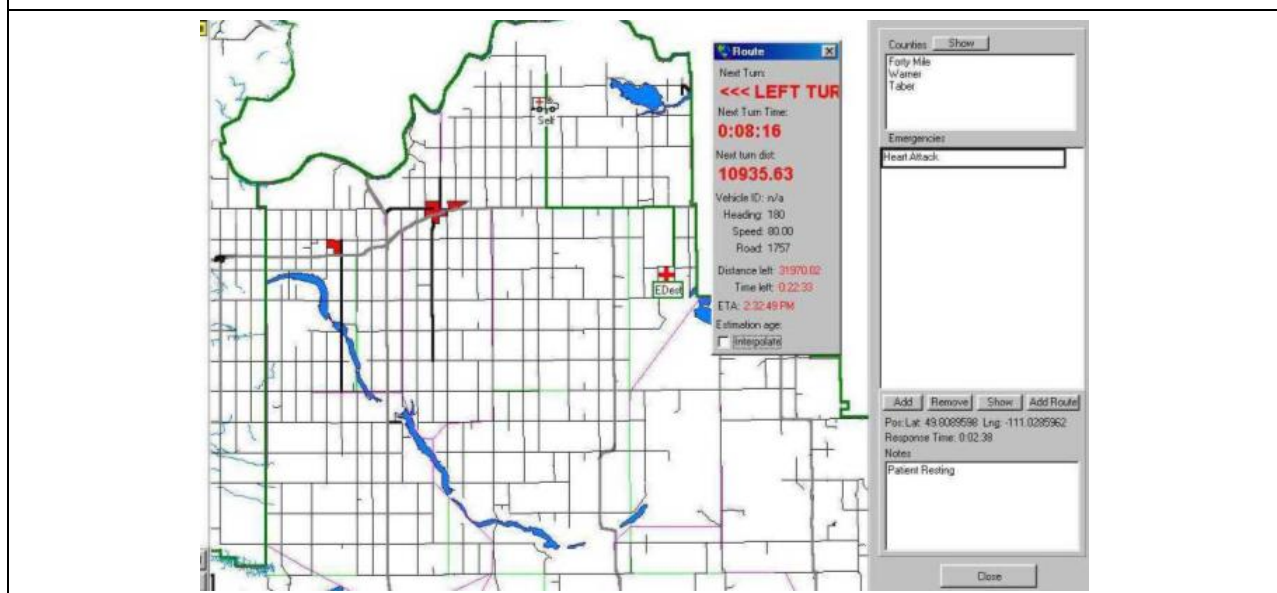 Self
EDest
N
Route
Next Turn:
<<< LEFT TUR
Next Turn Time:
0:08:16
Next turn dist:
10935.63
Vehicle ID: n/a
Heading: 180
Speed: 80.00
Road: 1757
Distance left: 31970.02
Time left: 0:22:33
ETA: 2:32:49 PM
Estimation age:
Interpolate
Counties Show
Forty Mile
Warner
Taber
Emergencies
Heart Attack
Add Remove Show Add Route
Pos: Lat: 49.8089598 Lng: -111.0285962
Response Time: 0:02:38
Notes
Patient Resting
Close